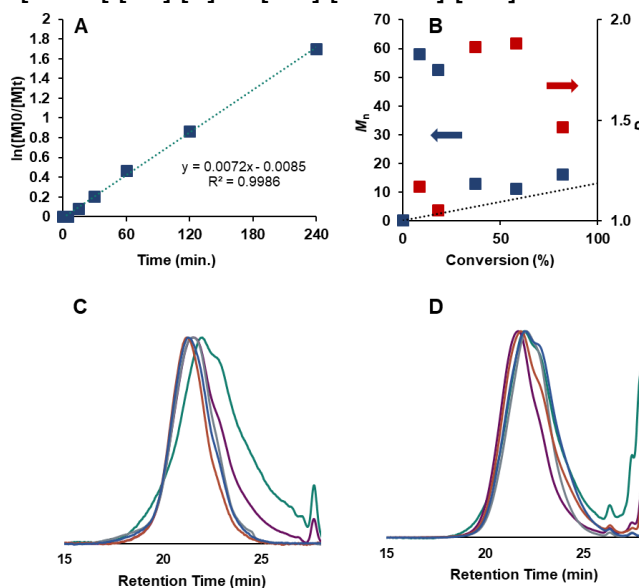 A
2
1.8
1.6
1.4
1.2
1
0.8
0.6
0.4
0.2
0
ln([M]0/[M]t)
y = 0.0072x - 0.0085
R² = 0.9986
0 60 120 180 240
Time (min.)
B
70
60
50
40
30
20
10
0
Mn
2.0
1.5
1.0
0 50 100
Conversion (%)
C
15 20 25
Retention Time (min)
D
15 20 25
Retention Time (min)